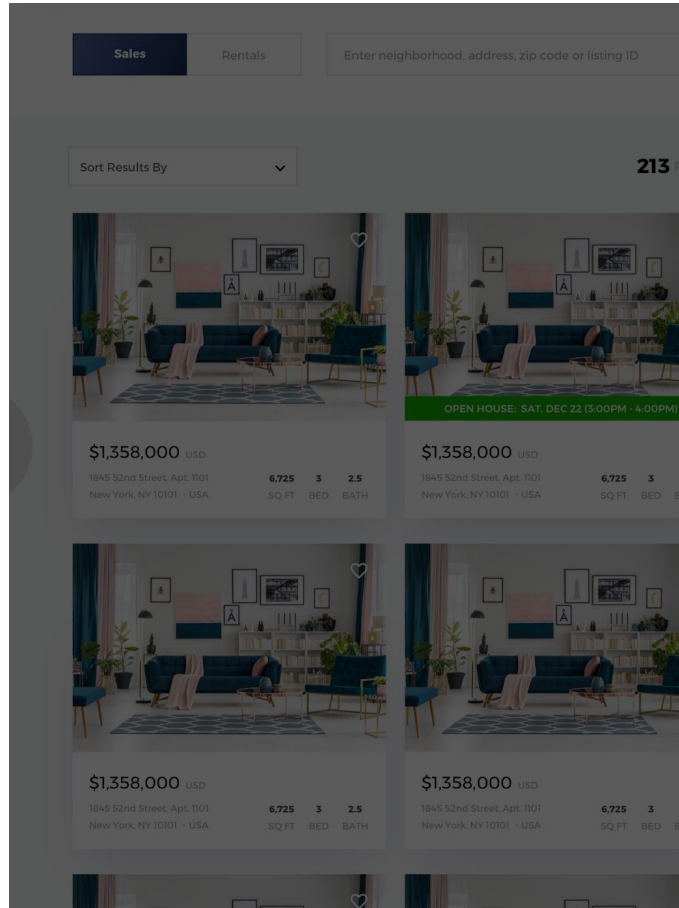 Sales
Rentals
Enter neighborhood, address, zip code or listing ID
Sort Results By
213
OPEN HOUSE: SAT, DEC 22 (3:00PM - 4:00PM)
$1,358,000 USD
1845 52nd Street, Apt. 1101
New York, NY 10101 - USA
6,725 3 2.5
SQ FT BED BATH
$1,358,000 USD
1845 52nd Street, Apt. 1101
New York, NY 10101 - USA
6,725 3
SQ FT BED
$1,358,000 USD
1845 52nd Street, Apt. 1101
New York, NY 10101 - USA
6,725 3 2.5
SQ FT BED BATH
$1,358,000 USD
1845 52nd Street, Apt. 1101
New York, NY 10101 - USA
6,725 3
SQ FT BED